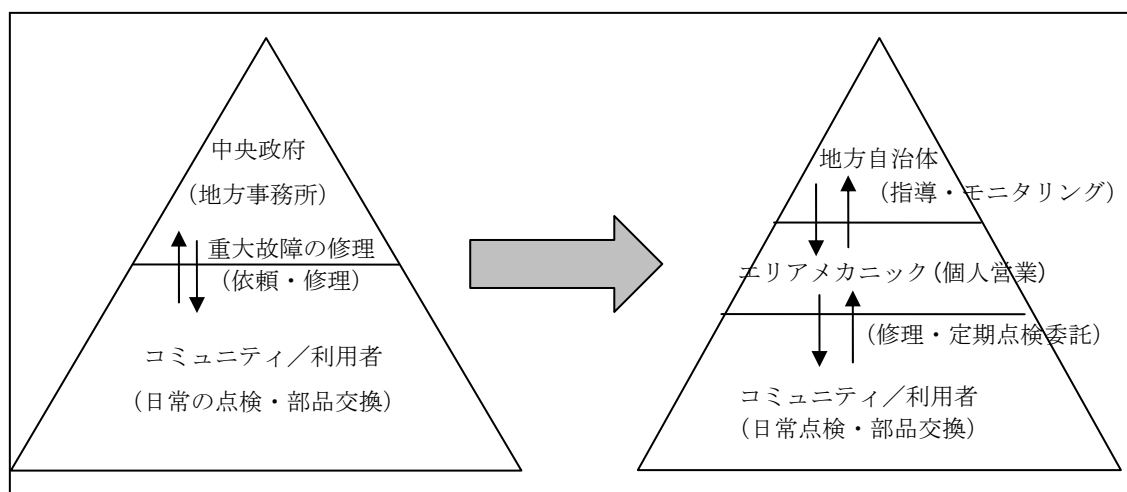 中央政府
（地方事務所）
重大故障の修理
（依頼・修理）
コミュニティ／利用者
（日常の点検・部品交換）
地方自治体
（指導・モニタリング）
エリアメカニック（個人営業）
（修理・定期点検委託）
コミュニティ／利用者
（日常点検・部品交換）